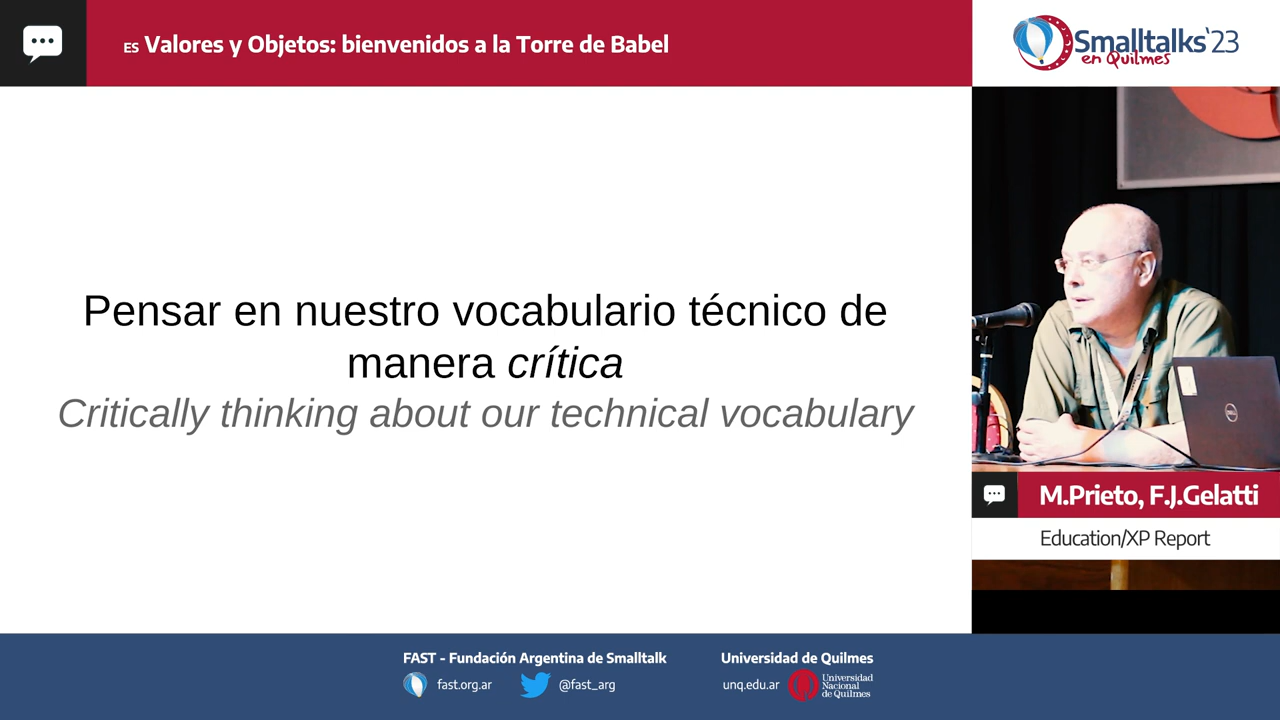 ES Valores y Objetos: bienvenidos a la Torre de Babel
Smalltalks'23
en Quilmes
Pensar en nuestro vocabulario técnico de
manera crítica
Critically thinking about our technical vocabulary
DELL
M.Prieto, F.J.Gelatti
Education/XP Report
FAST - Fundación Argentina de Smalltalk
fast.org.ar
@fast_arg
Universidad de Quilmes
unq.edu.ar
Universidad
Nacional
de Quilmes